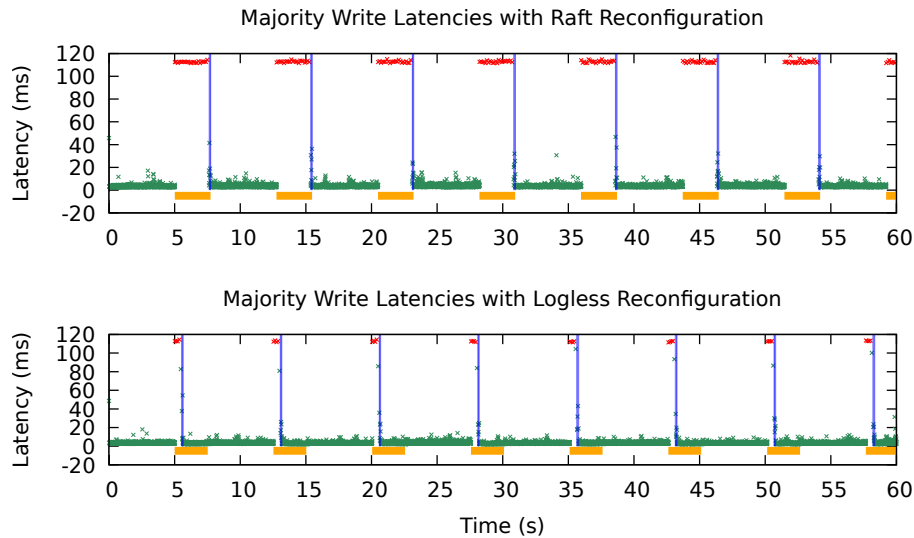 Majority Write Latencies with Raft Reconfiguration
120
100
80
60
40
20
0
-20
Latency (ms)
0 5 10 15 20 25 30 35 40 45 50 55 60
Majority Write Latencies with Logless Reconfiguration
120
100
80
60
40
20
0
-20
Latency (ms)
0 5 10 15 20 25 30 35 40 45 50 55 60
Time (s)